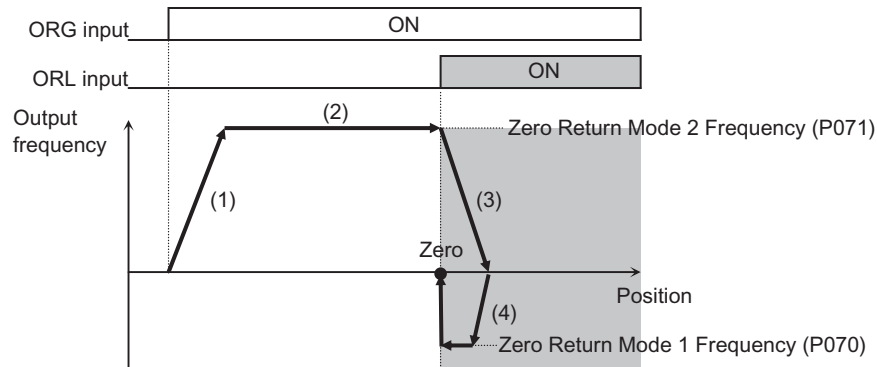 ORG input
ON
ORL input
ON
Output
frequency
(2)
Zero Return Mode 2 Frequency (P071)
(1)
(3)
Zero
Position
(4)
Zero Return Mode 1 Frequency (P070)